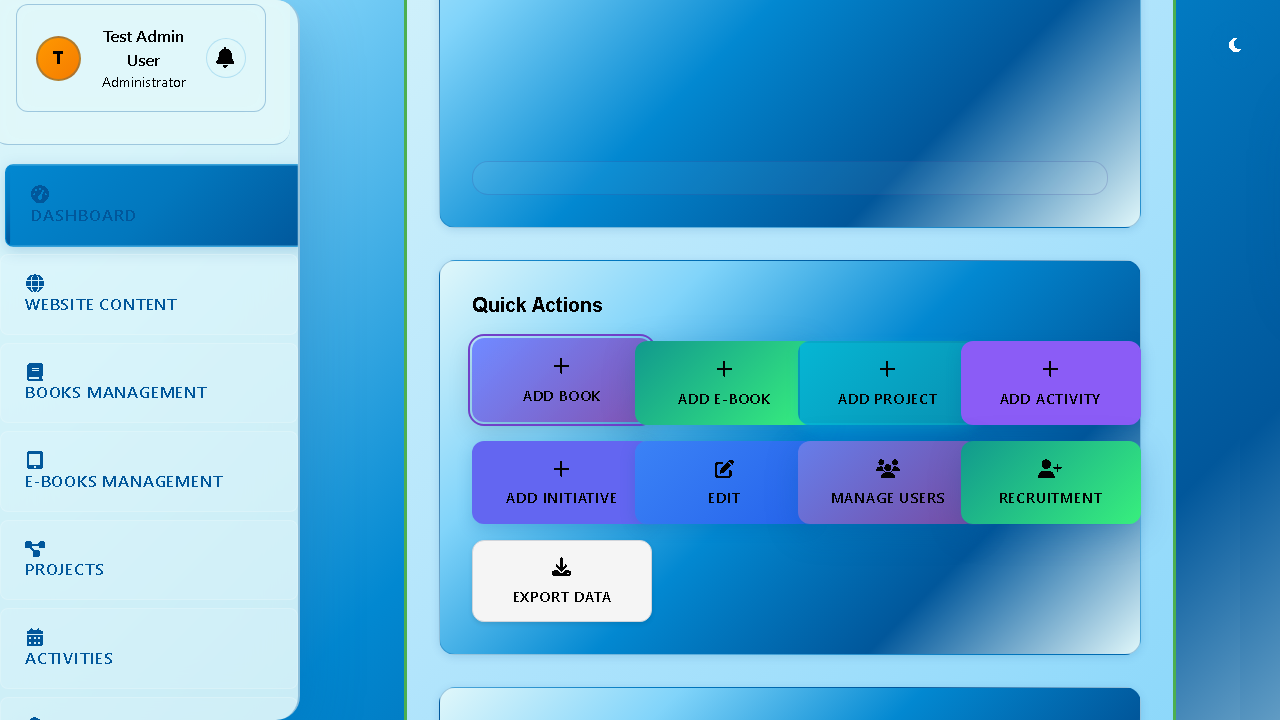 T
Test Admin
User
Administrator
DASHBOARD
WEBSITE CONTENT
BOOKS MANAGEMENT
E-BOOKS MANAGEMENT
PROJECTS
ACTIVITIES
Quick Actions
ADD BOOK
ADD E-BOOK
ADD PROJECT
ADD ACTIVITY
ADD INITIATIVE
EDIT
MANAGE USERS
RECRUITMENT
EXPORT DATA